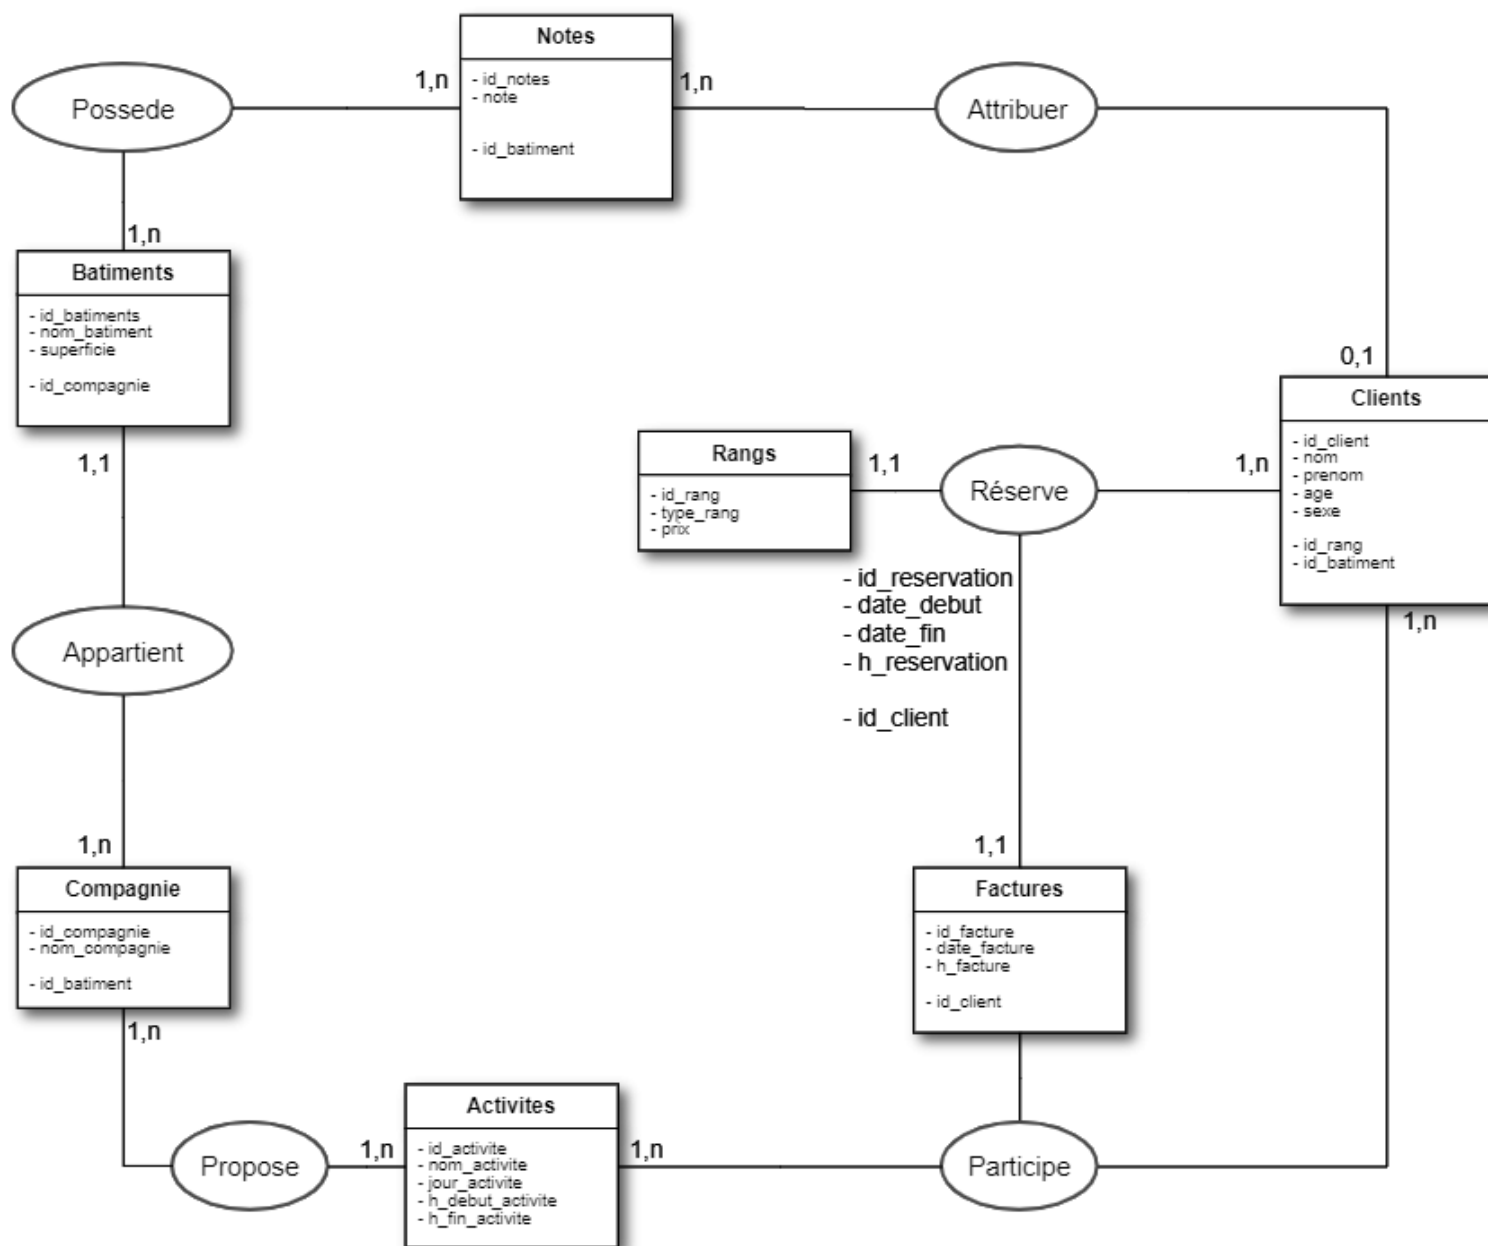 Notes
- id_notes
- note
- id_batiment
1,n
1,n
Possede
Attribuer
1,n
Batiments
- id_batiments
- nom_batiment
- superficie
- id_compagnie
1,1
0,1
Clients
- id_client
- nom
- prenom
- age
- sexe
- id_rang
- id_batiment
1,n
Rangs
- id_rang
- type_rang
- prix
1,1
Réserve
1,n
- id_reservation
- date_debut
- date_fin
- h_reservation
- id_client
Appartient
1,n
Compagnie
- id_compagnie
- nom_compagnie
- id_batiment
1,n
1,1
Factures
- id_facture
- date_facture
- h_facture
- id_client
Propose
1,n
Activites
- id_activite
- nom_activite
- jour_activite
- h_debut_activite
- h_fin_activite
1,n
Participe